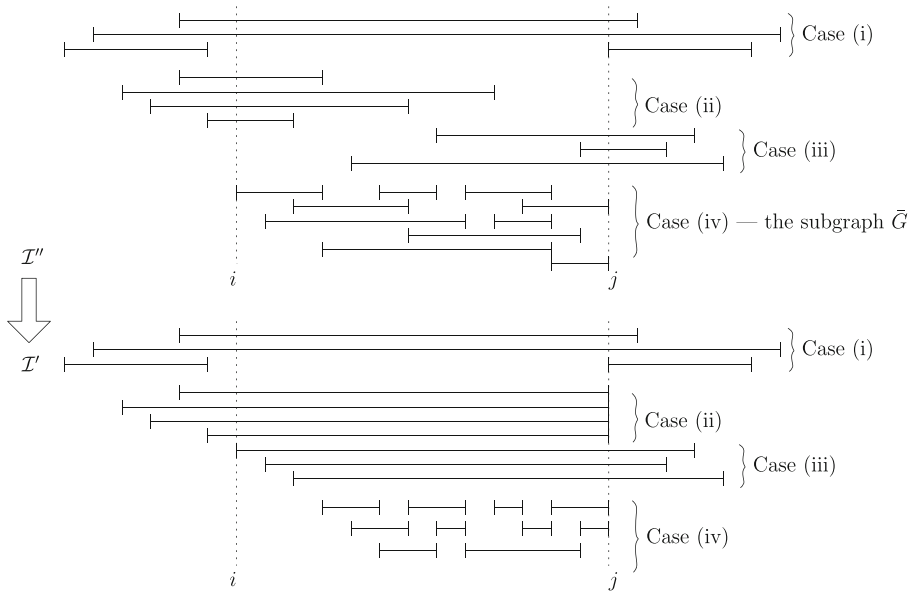 Case (i)
Case (ii)
Case (iii)
Case (iv) — the subgraph Ḡ
𝓘″
i
j
𝓘′
Case (i)
Case (ii)
Case (iii)
Case (iv)
i
j